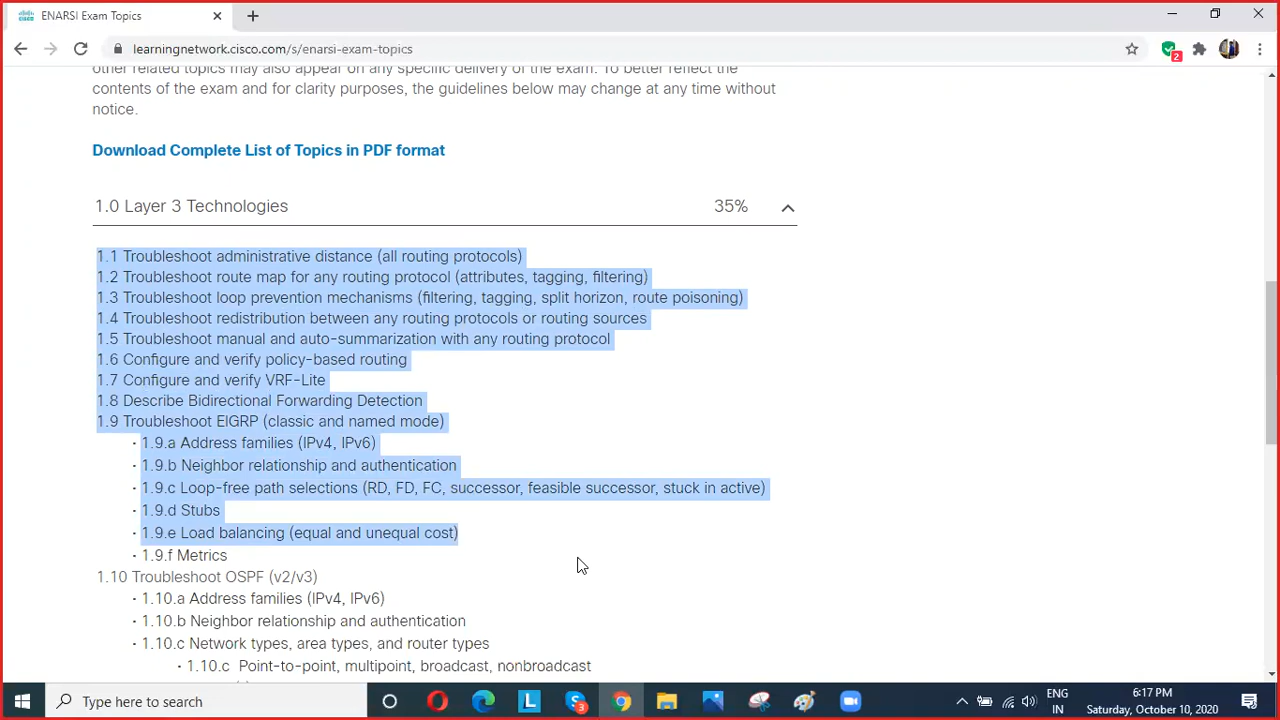 ENARSI Exam Topics
learningnetwork.cisco.com/s/enarsi-exam-topics
2
other related topics may also appear on any specific delivery of the exam. To better reflect the
contents of the exam and for clarity purposes, the guidelines below may change at any time without
notice.
Download Complete List of Topics in PDF format
1.0 Layer 3 Technologies 35%
1.1 Troubleshoot administrative distance (all routing protocols)
1.2 Troubleshoot route map for any routing protocol (attributes, tagging, filtering)
1.3 Troubleshoot loop prevention mechanisms (filtering, tagging, split horizon, route poisoning)
1.4 Troubleshoot redistribution between any routing protocols or routing sources
1.5 Troubleshoot manual and auto-summarization with any routing protocol
1.6 Configure and verify policy-based routing
1.7 Configure and verify VRF-Lite
1.8 Describe Bidirectional Forwarding Detection
1.9 Troubleshoot EIGRP (classic and named mode)
· 1.9.a Address families (IPv4, IPv6)
· 1.9.b Neighbor relationship and authentication
· 1.9.c Loop-free path selections (RD, FD, FC, successor, feasible successor, stuck in active)
· 1.9.d Stubs
· 1.9.e Load balancing (equal and unequal cost)
· 1.9.f Metrics
1.10 Troubleshoot OSPF (v2/v3)
· 1.10.a Address families (IPv4, IPv6)
· 1.10.b Neighbor relationship and authentication
· 1.10.c Network types, area types, and router types
· 1.10.c Point-to-point, multipoint, broadcast, nonbroadcast
Type here to search
L
3
ENG
IN
6:17 PM
Saturday, October 10, 2020